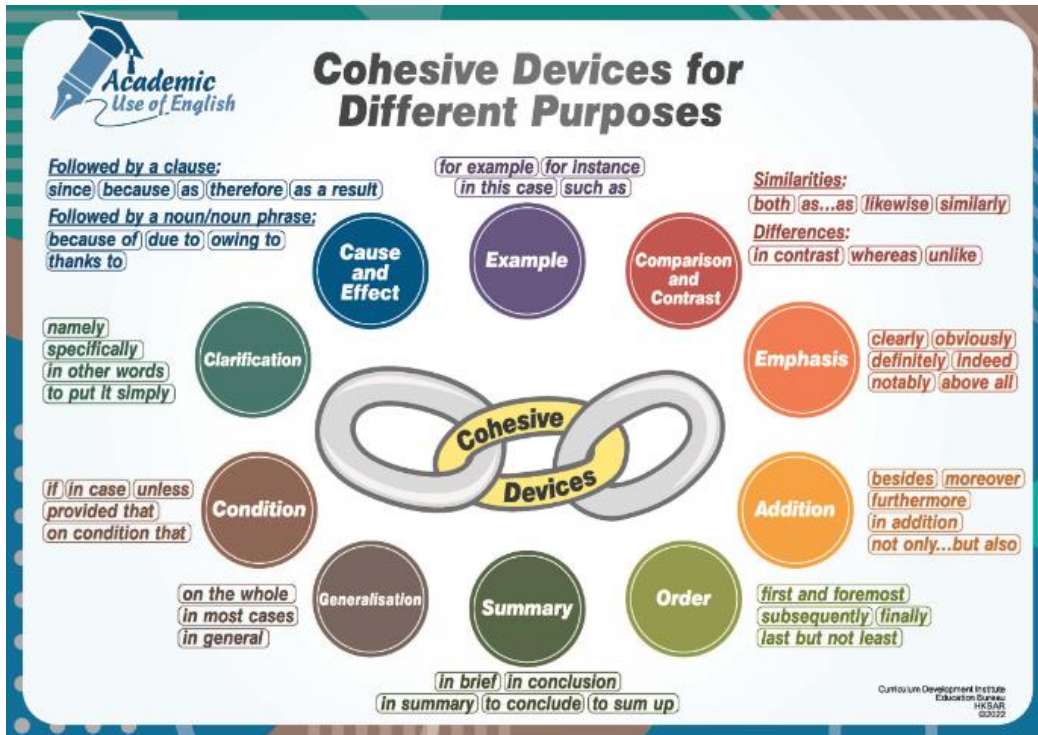 Academic
Use of English
Cohesive Devices for
Different Purposes
Followed by a clause:
since because as therefore as a result
Followed by a noun/noun phrase:
because of due to owing to
thanks to
Cause
and
Effect
for example for instance
in this case such as
Example
Similarities:
both as...as likewise similarly
Differences:
in contrast whereas unlike
Comparison
and
Contrast
namely
specifically
in other words
to put it simply
Clarification
clearly obviously
definitely indeed
notably above all
Emphasis
Cohesive
Devices
if in case unless
provided that
on condition that
Condition
besides moreover
furthermore
in addition
not only...but also
Addition
on the whole
in most cases
in general
Generalisation
Summary
in brief in conclusion
in summary to conclude to sum up
Order
first and foremost
subsequently finally
last but not least
Curriculum Development Institute
Education Bureau
HKSAR
©2022